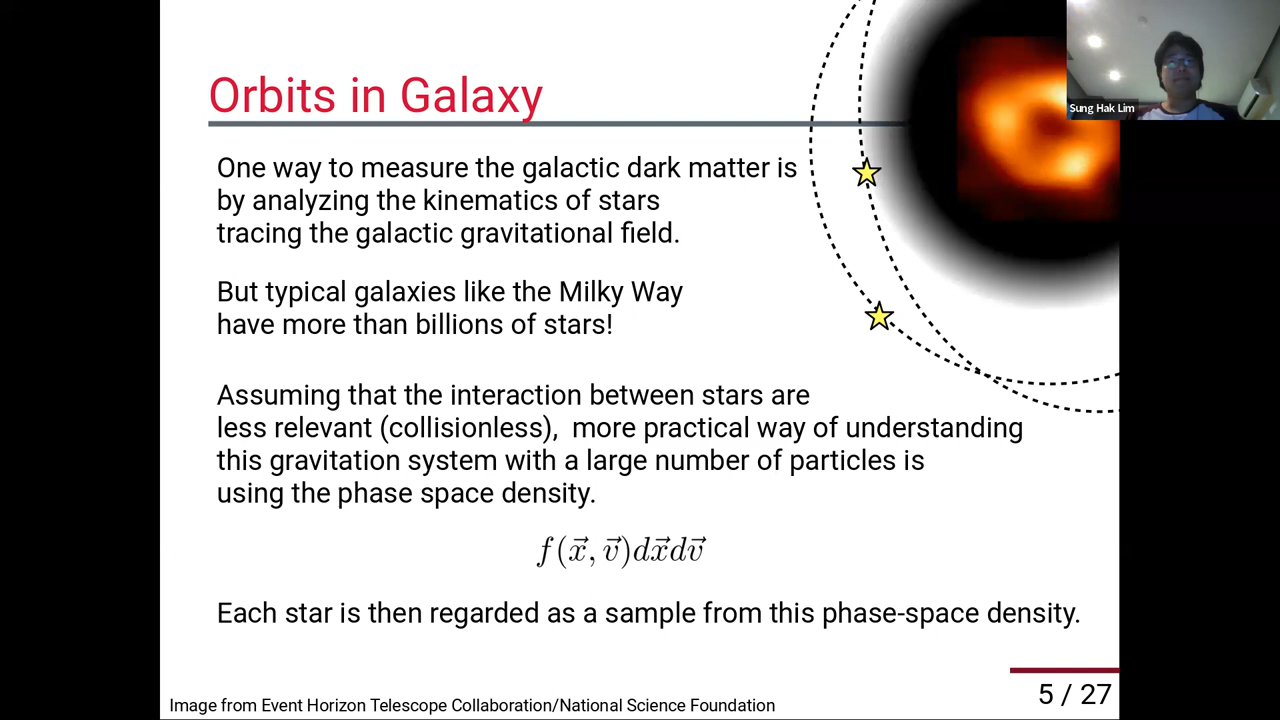 Orbits in Galaxy
Sung Hak Lim
One way to measure the galactic dark matter is
by analyzing the kinematics of stars
tracing the galactic gravitational field.
But typical galaxies like the Milky Way
have more than billions of stars!
Assuming that the interaction between stars are
less relevant (collisionless),  more practical way of understanding
this gravitation system with a large number of particles is
using the phase space density.
f(x⃗, v⃗)dx⃗dv⃗
Each star is then regarded as a sample from this phase-space density.
5 / 27
Image from Event Horizon Telescope Collaboration/National Science Foundation